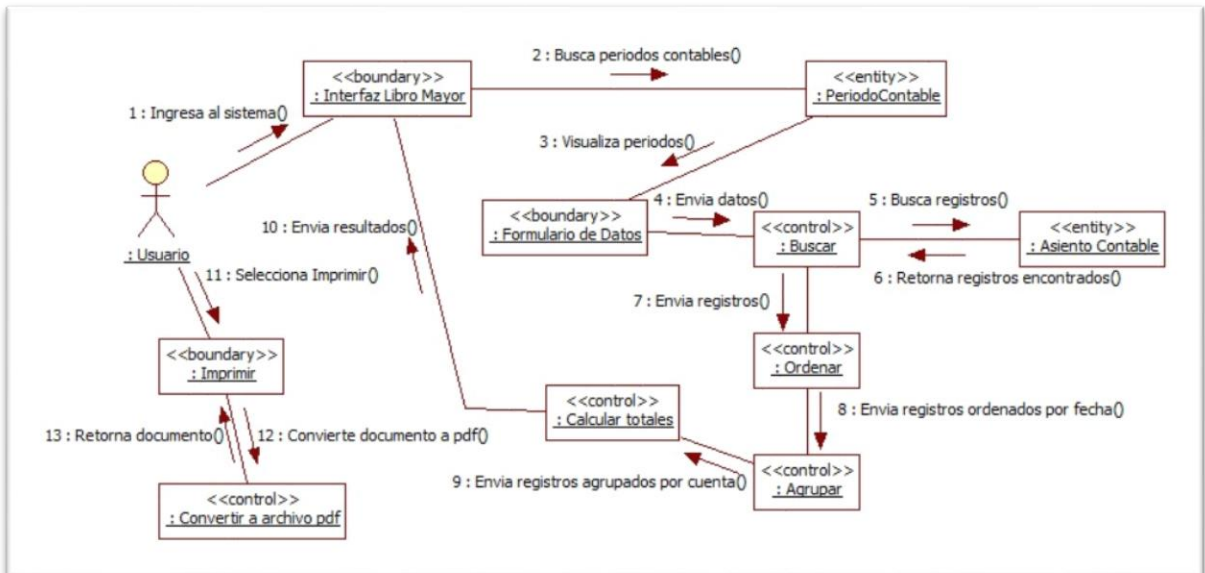 2 : Busca periodos contables()
<<boundary>>
: Interfaz Libro Mayor
<<entity>>
: PeriodoContable
1 : Ingresa al sistema()
3 : Visualiza periodos()
4 : Envia datos()
5 : Busca registros()
<<boundary>>
: Formulario de Datos
<<control>>
: Buscar
<<entity>>
: Asiento Contable
10 : Envia resultados()
: Usuario
11 : Selecciona Imprimir()
6 : Retorna registros encontrados()
7 : Envia registros()
<<boundary>>
: Imprimir
<<control>>
: Ordenar
<<control>>
: Calcular totales
8 : Envia registros ordenados por fecha()
13 : Retorna documento()
12 : Convierte documento a pdf()
9 : Envia registros agrupados por cuenta()
<<control>>
: Agrupar
<<control>>
: Convertir a archivo pdf